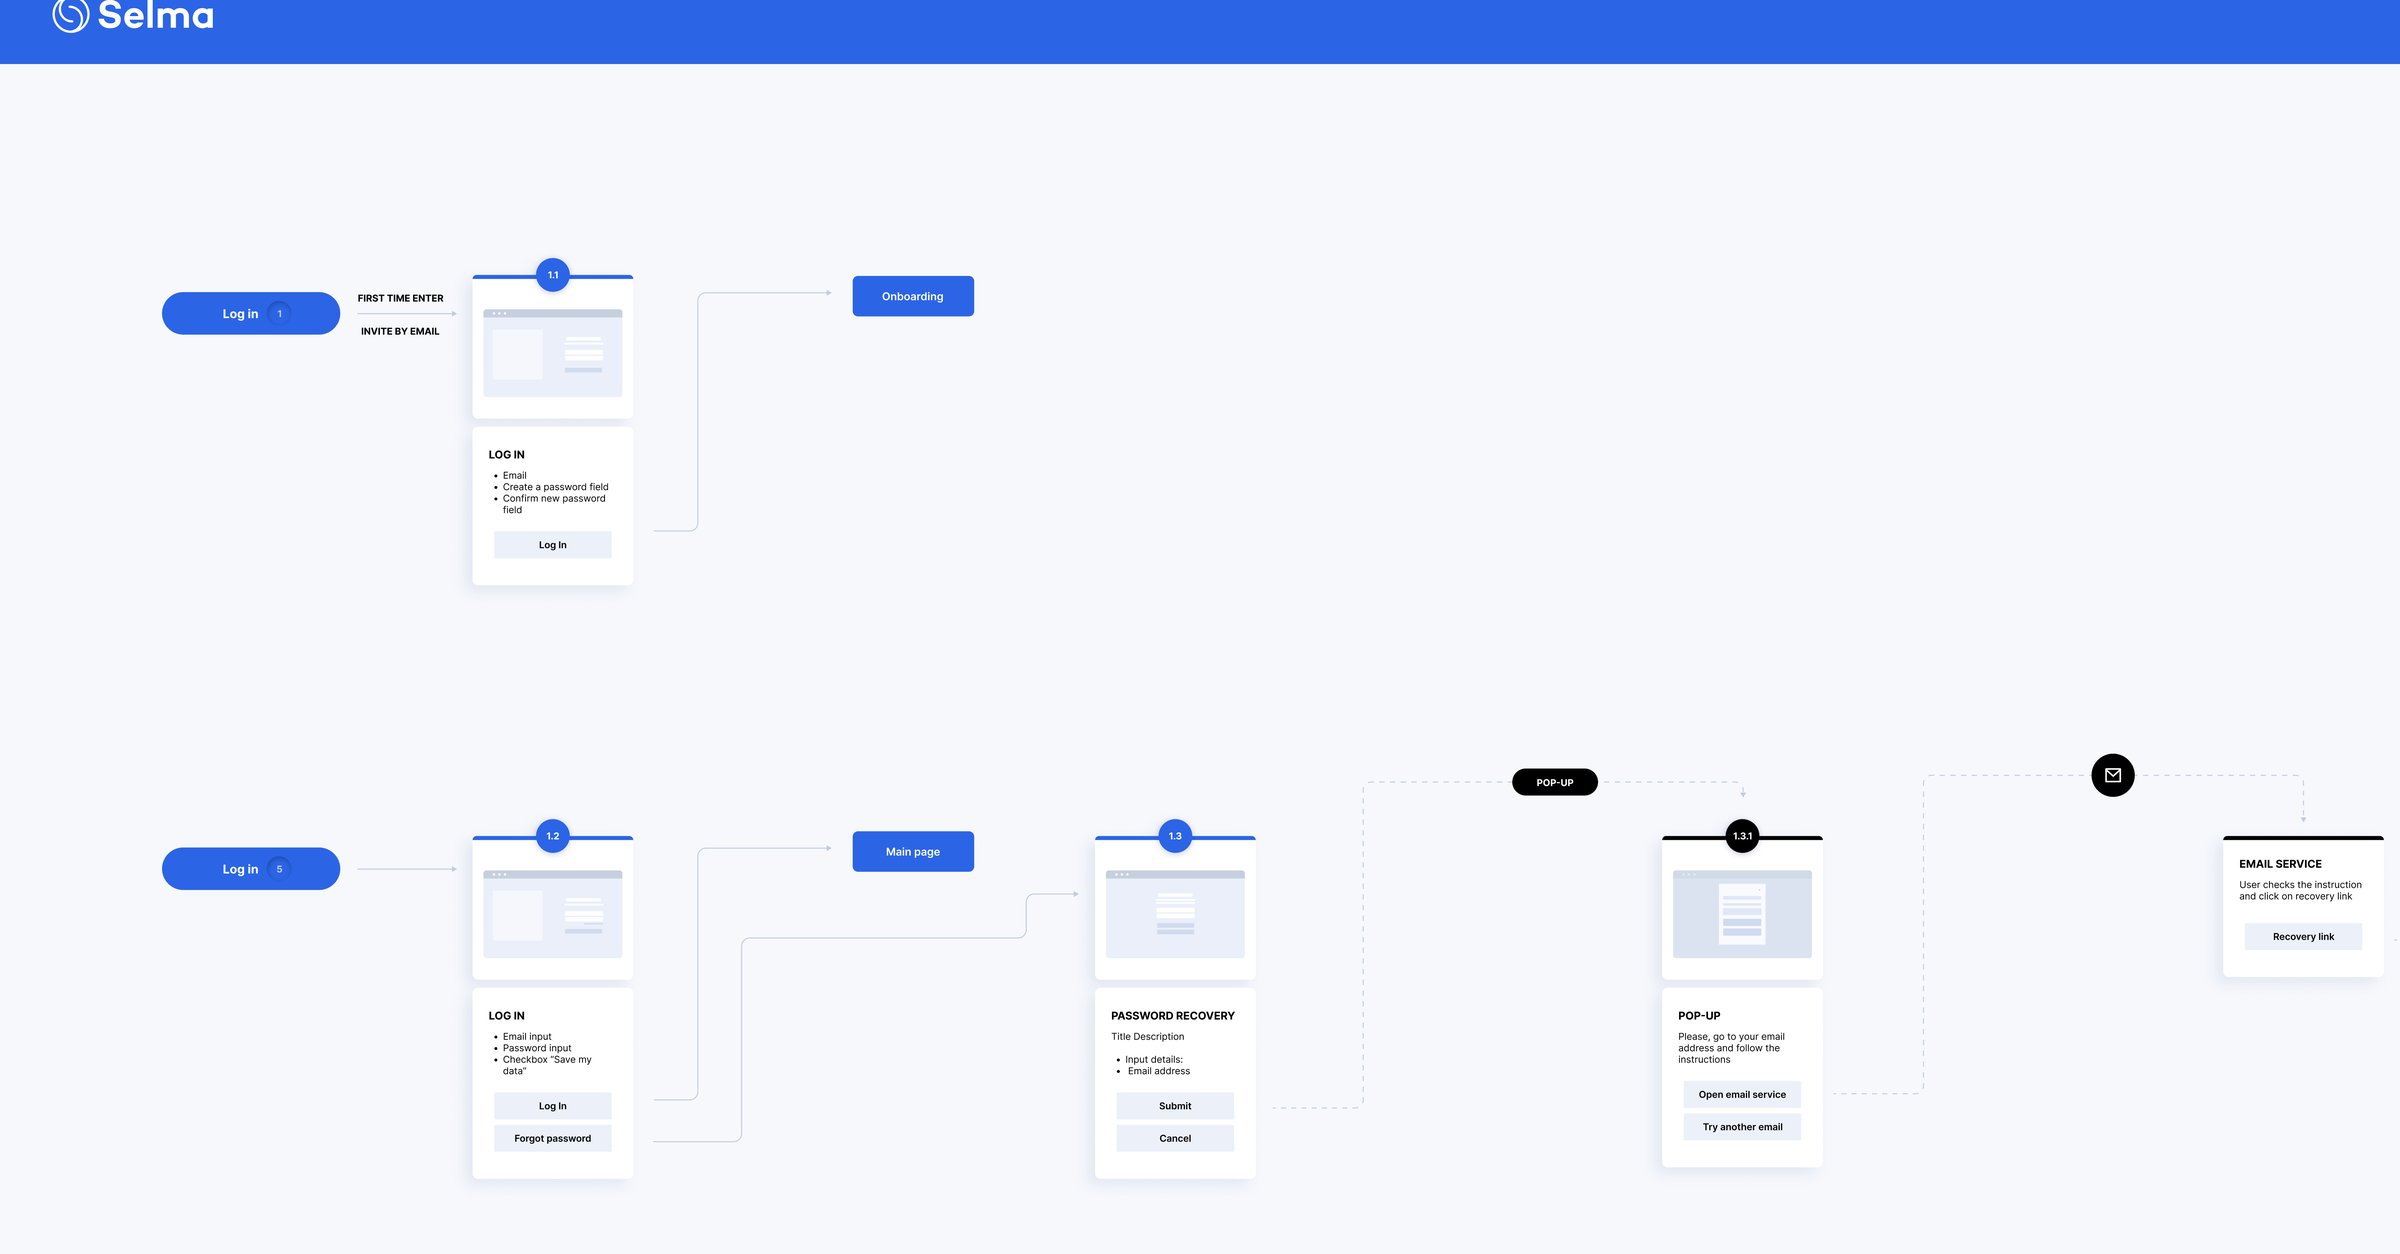 Selma
Log in 1
FIRST TIME ENTER
INVITE BY EMAIL
1.1
LOG IN
• Email
• Create a password field
• Confirm new password
field
Log In
Onboarding
Log in 5
1.2
LOG IN
• Email input
• Password input
• Checkbox “Save my
data”
Log In
Forgot password
Main page
1.3
PASSWORD RECOVERY
Title Description
• Input details:
• Email address
Submit
Cancel
POP-UP
1.3.1
POP-UP
Please, go to your email
address and follow the
instructions
Open email service
Try another email
EMAIL SERVICE
User checks the instruction
and click on recovery link
Recovery link